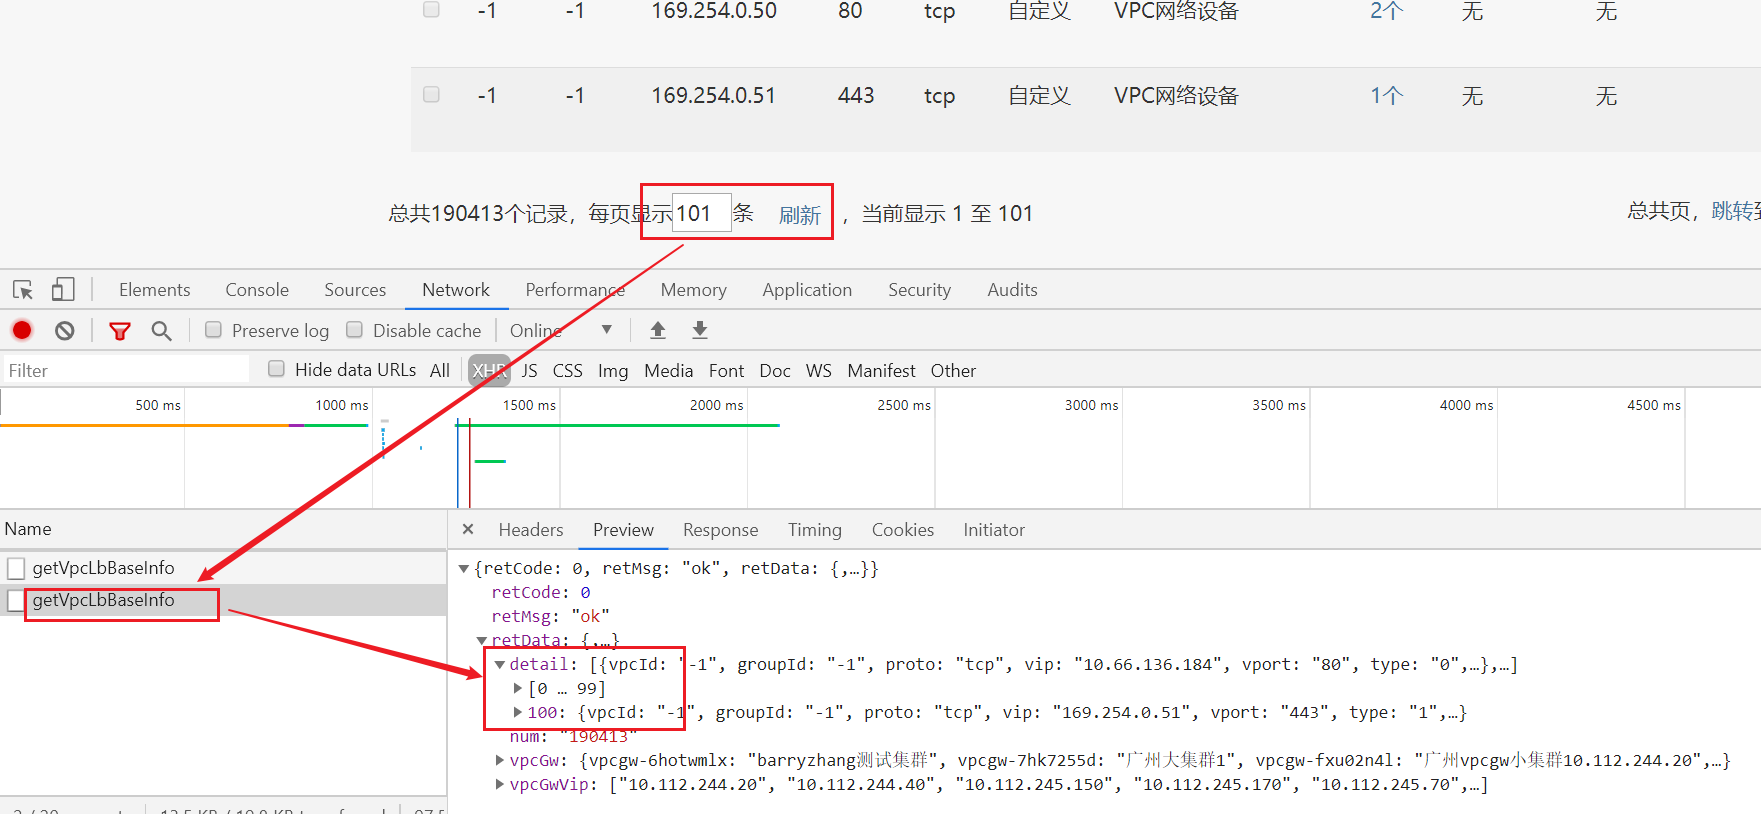 -1 -1 169.254.0.50 80 tcp 自定义 VPC网络设备 2个 无 无
-1 -1 169.254.0.51 443 tcp 自定义 VPC网络设备 1个 无 无
总共190413个记录，每页显示 101 条 刷新 ，当前显示 1 至 101 总共页，跳转到
Elements Console Sources Network Performance Memory Application Security Audits
Preserve log Disable cache Online
Filter Hide data URLs All XHR JS CSS Img Media Font Doc WS Manifest Other
500 ms 1000 ms 1500 ms 2000 ms 2500 ms 3000 ms 3500 ms 4000 ms 4500 ms
Name Headers Preview Response Timing Cookies Initiator
getVpcLbBaseInfo
getVpcLbBaseInfo
{retCode: 0, retMsg: "ok", retData: {,…}}
retCode: 0
retMsg: "ok"
retData: {,…}
detail: [{vpcId: "-1", groupId: "-1", proto: "tcp", vip: "10.66.136.184", vport: "80", type: "0",…},…]
[0 … 99]
100: {vpcId: "-1", groupId: "-1", proto: "tcp", vip: "169.254.0.51", vport: "443", type: "1",…}
num: "190413"
vpcGw: {vpcgw-6hotwmlx: "barryzhang测试集群", vpcgw-7hk7255d: "广州大集群1", vpcgw-fxu02n4l: "广州vpcgw小集群10.112.244.20",…}
vpcGwVip: ["10.112.244.20", "10.112.244.40", "10.112.245.150", "10.112.245.170", "10.112.245.70",…]